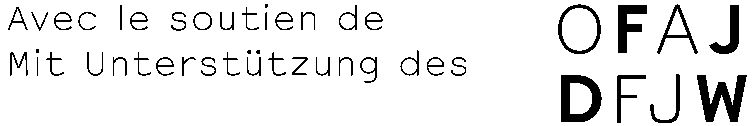 Avec le soutien de
Mit Unterstützung des
OFAJ
DFJW